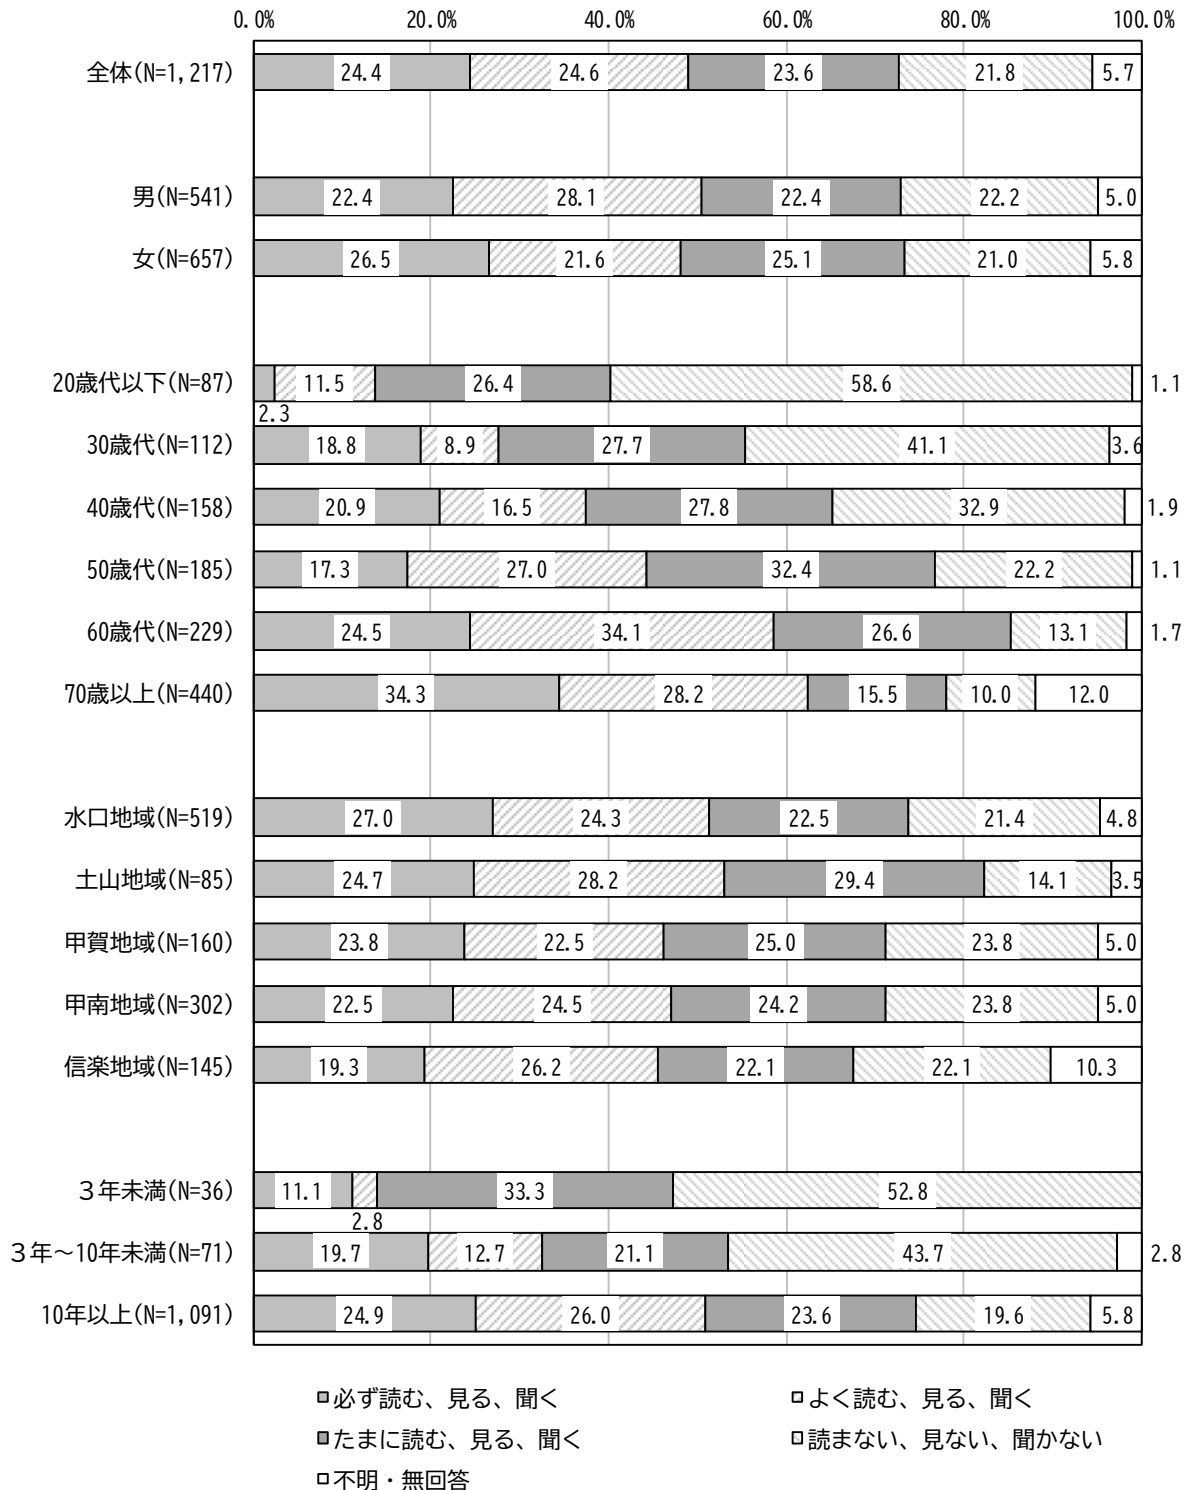 0.0% 20.0% 40.0% 60.0% 80.0% 100.0%
全体(N=1,217) 24.4 24.6 23.6 21.8 5.7
男(N=541) 22.4 28.1 22.4 22.2 5.0
女(N=657) 26.5 21.6 25.1 21.0 5.8
20歳代以下(N=87) 11.5 26.4 58.6 1.1
2.3
30歳代(N=112) 18.8 8.9 27.7 41.1 3.6
40歳代(N=158) 20.9 16.5 27.8 32.9 1.9
50歳代(N=185) 17.3 27.0 32.4 22.2 1.1
60歳代(N=229) 24.5 34.1 26.6 13.1 1.7
70歳以上(N=440) 34.3 28.2 15.5 10.0 12.0
水口地域(N=519) 27.0 24.3 22.5 21.4 4.8
土山地域(N=85) 24.7 28.2 29.4 14.1 3.5
甲賀地域(N=160) 23.8 22.5 25.0 23.8 5.0
甲南地域(N=302) 22.5 24.5 24.2 23.8 5.0
信楽地域(N=145) 19.3 26.2 22.1 22.1 10.3
３年未満(N=36) 11.1 33.3 52.8
2.8
３年～10年未満(N=71) 19.7 12.7 21.1 43.7 2.8
10年以上(N=1,091) 24.9 26.0 23.6 19.6 5.8
必ず読む、見る、聞く よく読む、見る、聞く
たまに読む、見る、聞く 読まない、見ない、聞かない
不明・無回答